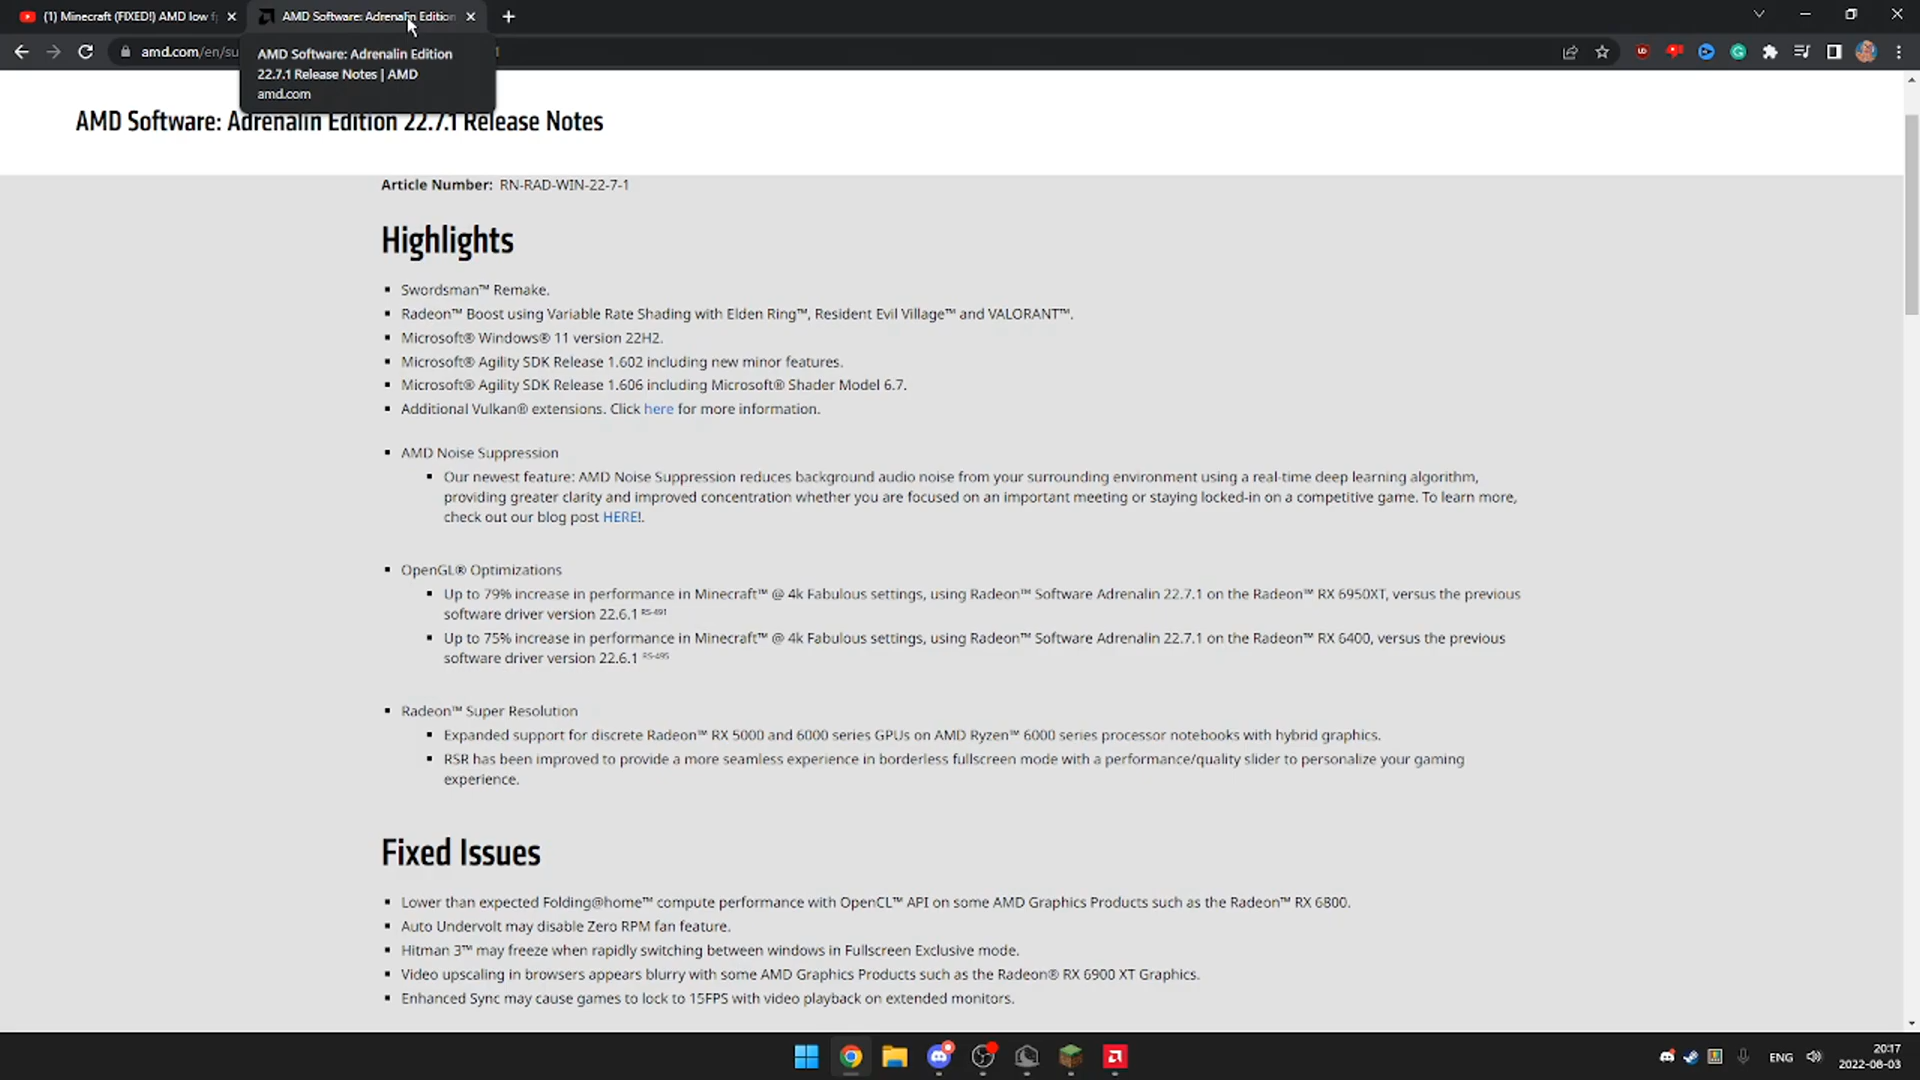 (1) Minecraft (FIXED!) AMD low f
AMD Software: Adrenalin Edition
amd.com/en/su
AMD Software: Adrenalin Edition
22.7.1 Release Notes | AMD
amd.com
AMD Software: Adrenalin Edition 22.7.1 Release Notes
Article Number: RN-RAD-WIN-22-7-1
Highlights
Swordsman™ Remake.
Radeon™ Boost using Variable Rate Shading with Elden Ring™, Resident Evil Village™ and VALORANT™.
Microsoft® Windows® 11 version 22H2.
Microsoft® Agility SDK Release 1.602 including new minor features.
Microsoft® Agility SDK Release 1.606 including Microsoft® Shader Model 6.7.
Additional Vulkan® extensions. Click here for more information.
AMD Noise Suppression
Our newest feature: AMD Noise Suppression reduces background audio noise from your surrounding environment using a real-time deep learning algorithm,
providing greater clarity and improved concentration whether you are focused on an important meeting or staying locked-in on a competitive game. To learn more,
check out our blog post HERE!.
OpenGL® Optimizations
Up to 79% increase in performance in Minecraft™ @ 4k Fabulous settings, using Radeon™ Software Adrenalin 22.7.1 on the Radeon™ RX 6950XT, versus the previous
software driver version 22.6.1 RS-491
Up to 75% increase in performance in Minecraft™ @ 4k Fabulous settings, using Radeon™ Software Adrenalin 22.7.1 on the Radeon™ RX 6400, versus the previous
software driver version 22.6.1 RS-495
Radeon™ Super Resolution
Expanded support for discrete Radeon™ RX 5000 and 6000 series GPUs on AMD Ryzen™ 6000 series processor notebooks with hybrid graphics.
RSR has been improved to provide a more seamless experience in borderless fullscreen mode with a performance/quality slider to personalize your gaming
experience.
Fixed Issues
Lower than expected Folding@home™ compute performance with OpenCL™ API on some AMD Graphics Products such as the Radeon™ RX 6800.
Auto Undervolt may disable Zero RPM fan feature.
Hitman 3™ may freeze when rapidly switching between windows in Fullscreen Exclusive mode.
Video upscaling in browsers appears blurry with some AMD Graphics Products such as the Radeon® RX 6900 XT Graphics.
Enhanced Sync may cause games to lock to 15FPS with video playback on extended monitors.
ENG
20:17
2022-08-03